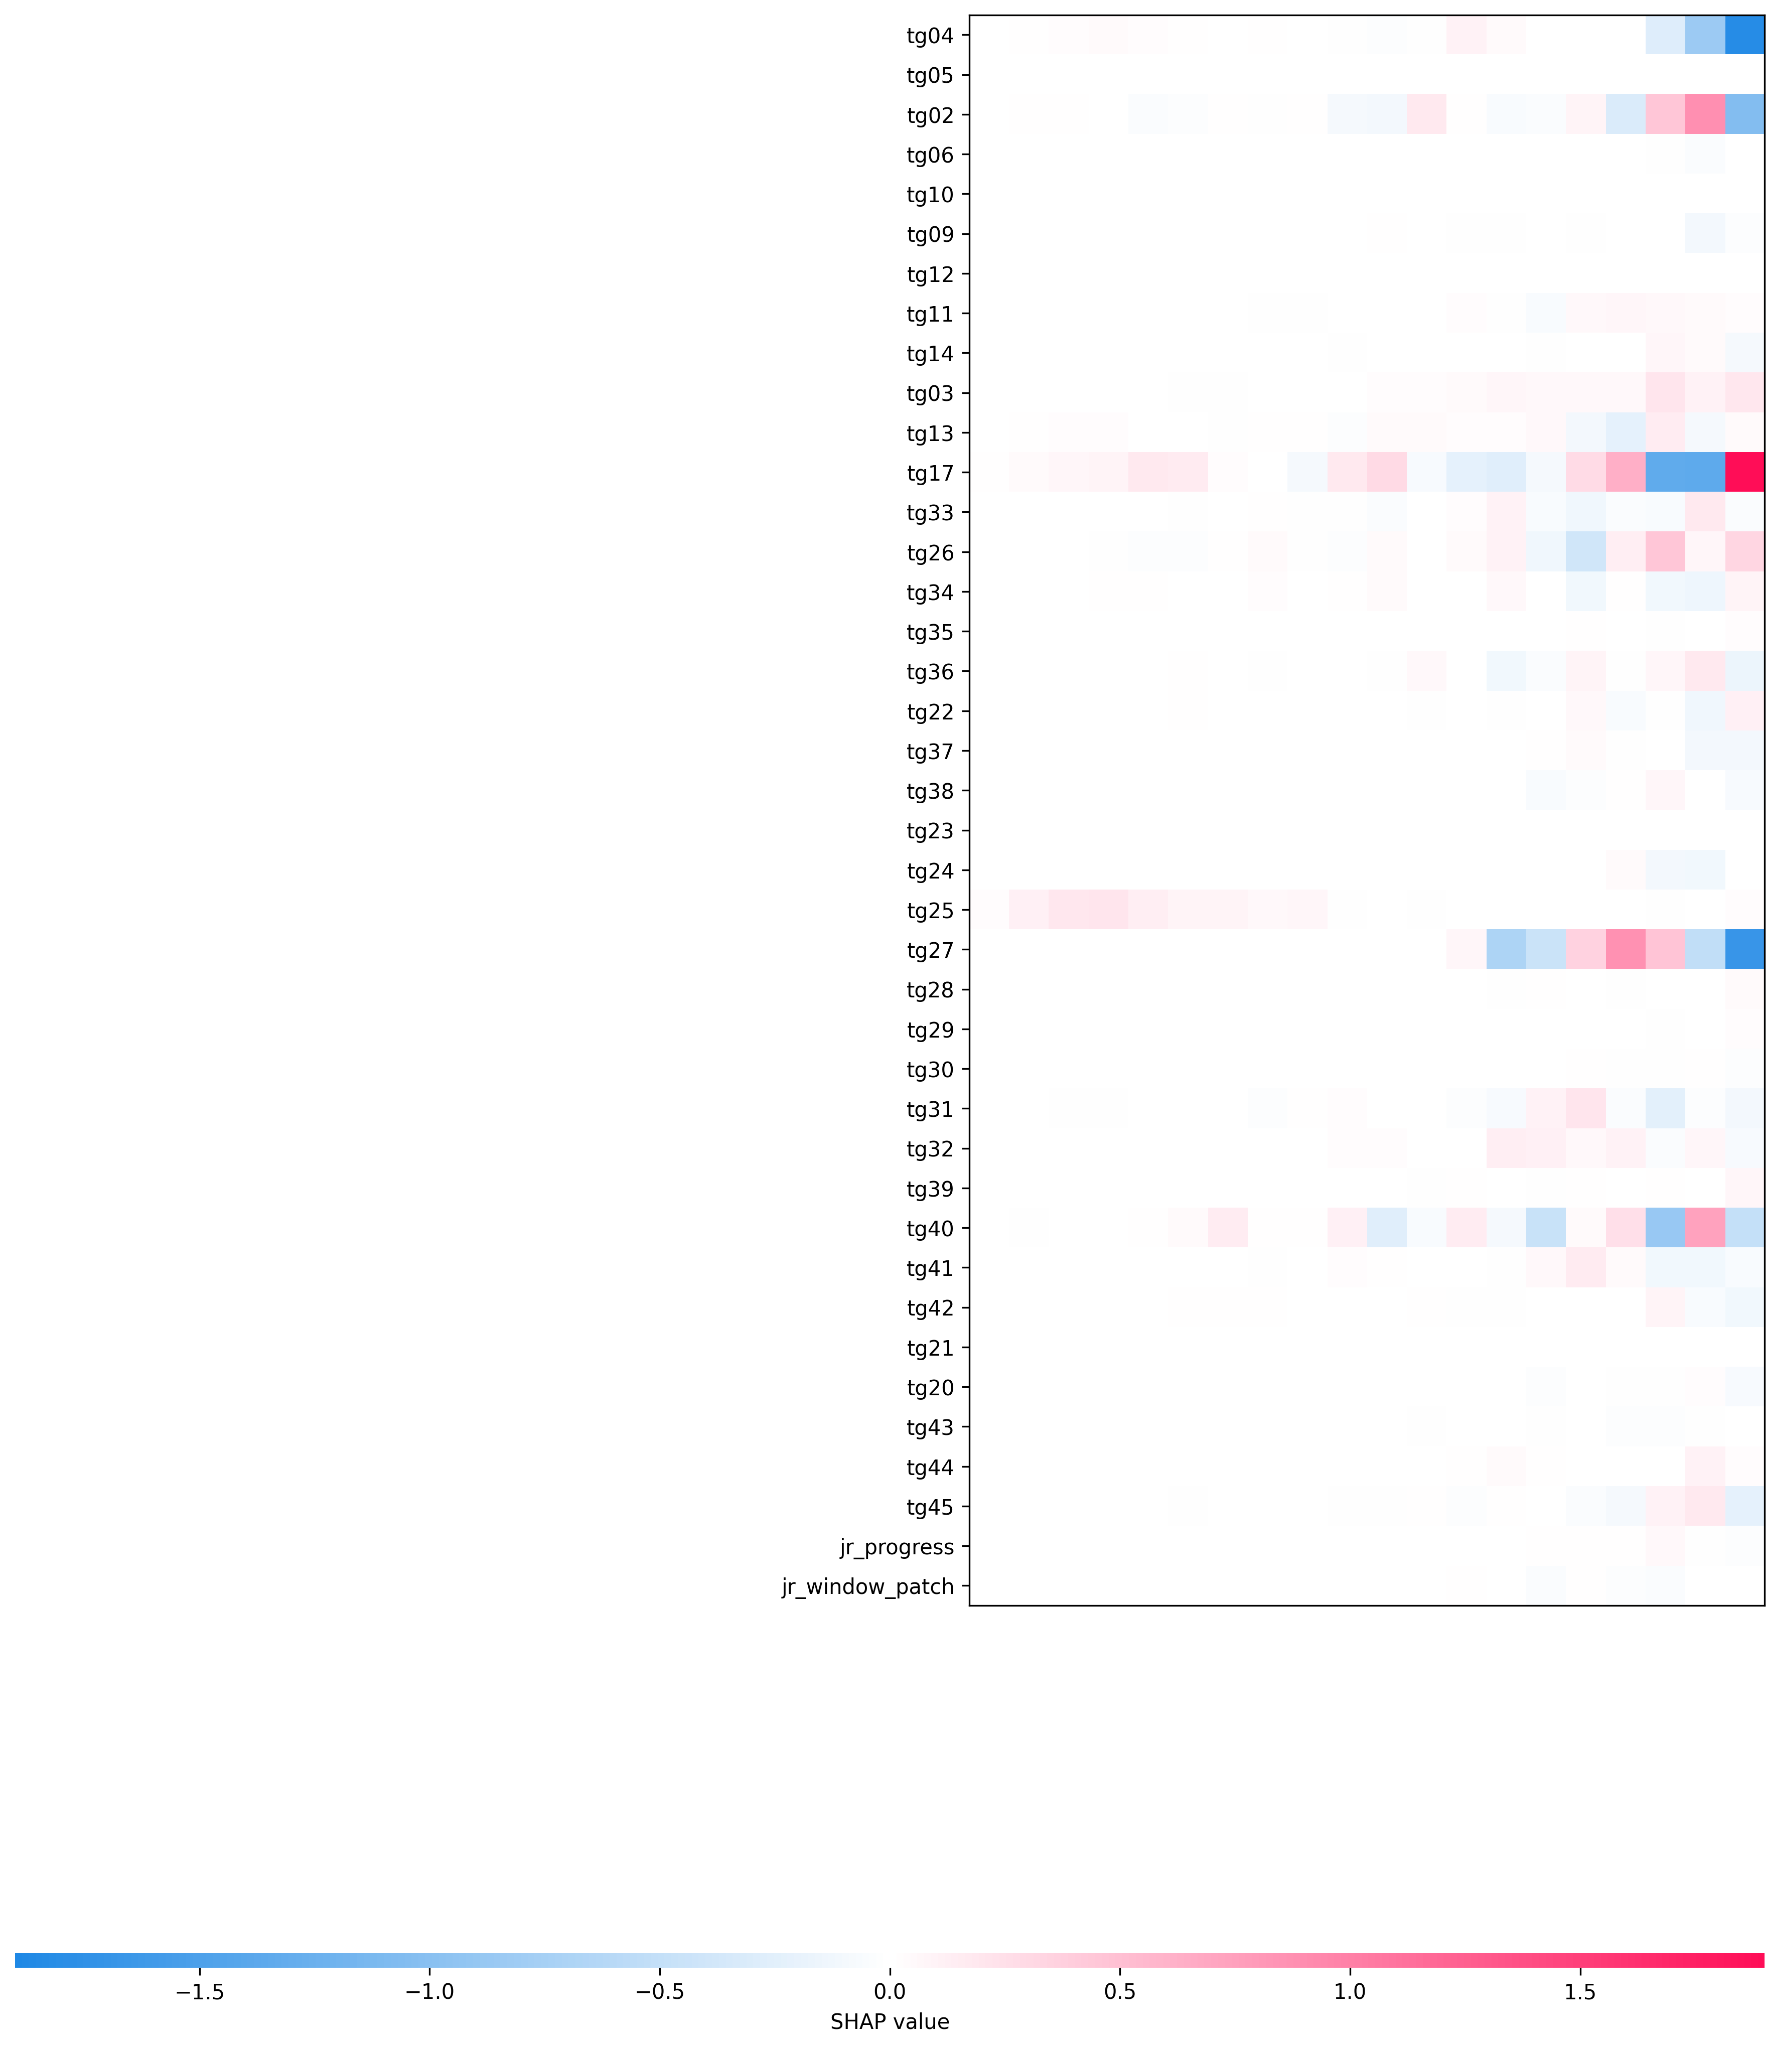 tg04
tg05
tg02
tg06
tg10
tg09
tg12
tg11
tg14
tg03
tg13
tg17
tg33
tg26
tg34
tg35
tg36
tg22
tg37
tg38
tg23
tg24
tg25
tg27
tg28
tg29
tg30
tg31
tg32
tg39
tg40
tg41
tg42
tg21
tg20
tg43
tg44
tg45
jr_progress
jr_window_patch
−1.5 −1.0 −0.5 0.0 0.5 1.0 1.5
SHAP value